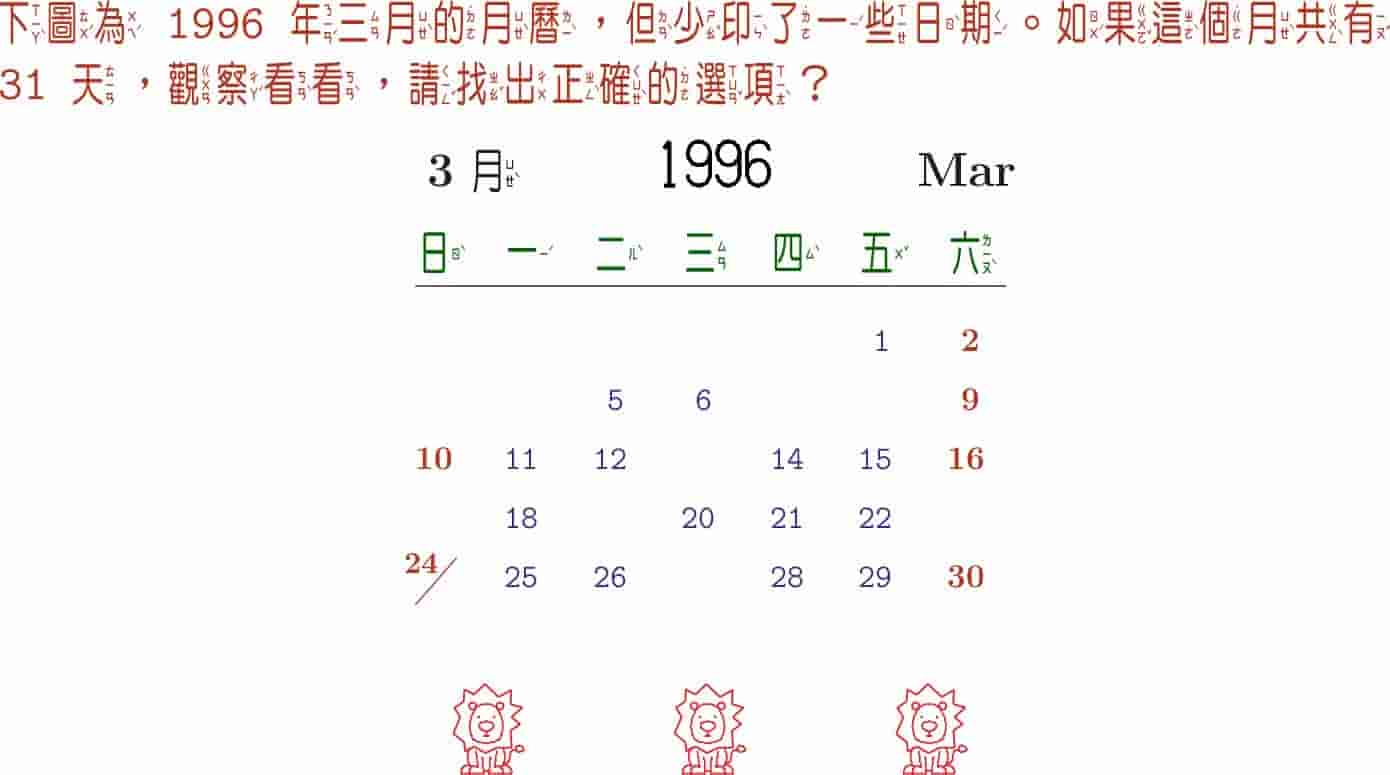 下圖為 1996 年三月的月曆，但少印了一些日期。如果這個月共有
31 天，觀察看看，請找出正確的選項？
3 月 1996 Mar
日 一 二 三 四 五 六
1 2
5 6 9
10 11 12 14 15 16
18 20 21 22
24/ 25 26 28 29 30